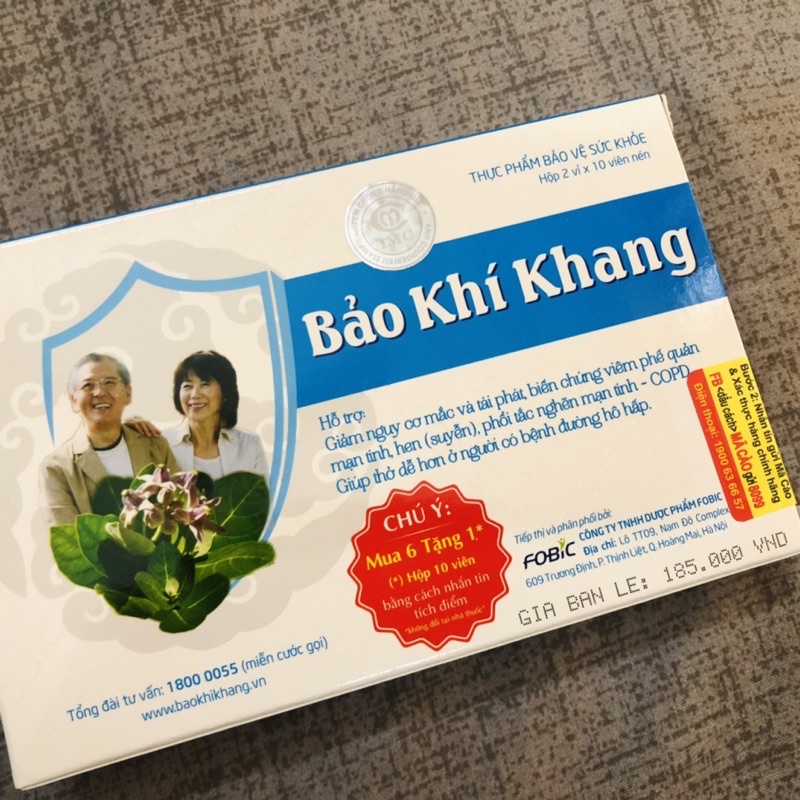 THỰC PHẨM BẢO VỆ SỨC KHỎE
Hộp 2 vỉ x 10 viên nén
TMC
Bảo Khí Khang
Hỗ trợ:
Giảm nguy cơ mắc và tái phát, biến chứng viêm phế quản
mạn tính, hen (suyễn), phổi tắc nghẽn mạn tính - COPD
Giúp thở dễ hơn ở người có bệnh đường hô hấp.
CHÚ Ý:
Mua 6 Tặng 1*
(*) Hộp 10 viên
bằng cách nhắn tin
tích điểm
*không đổi tại nhà thuốc*
Tiếp thị và phân phối bởi:
FOBIC
CÔNG TY TNHH DƯỢC PHẨM FOBIC
Địa chỉ: Lô TT09, Nam Đô Complex
609 Trương Định, P. Thịnh Liệt, Q. Hoàng Mai, Hà Nội
GIA BAN LE: 185.000 VND
Bước 2: Nhắn tin gửi Mã Cào
& Xác thực hàng chính hãng
FB <dấu cách> MÃ CÀO gửi 8099
Điện thoại: 1900 63 66 57
Tổng đài tư vấn: 1800 0055 (miễn cước gọi)
www.baokhikhang.vn